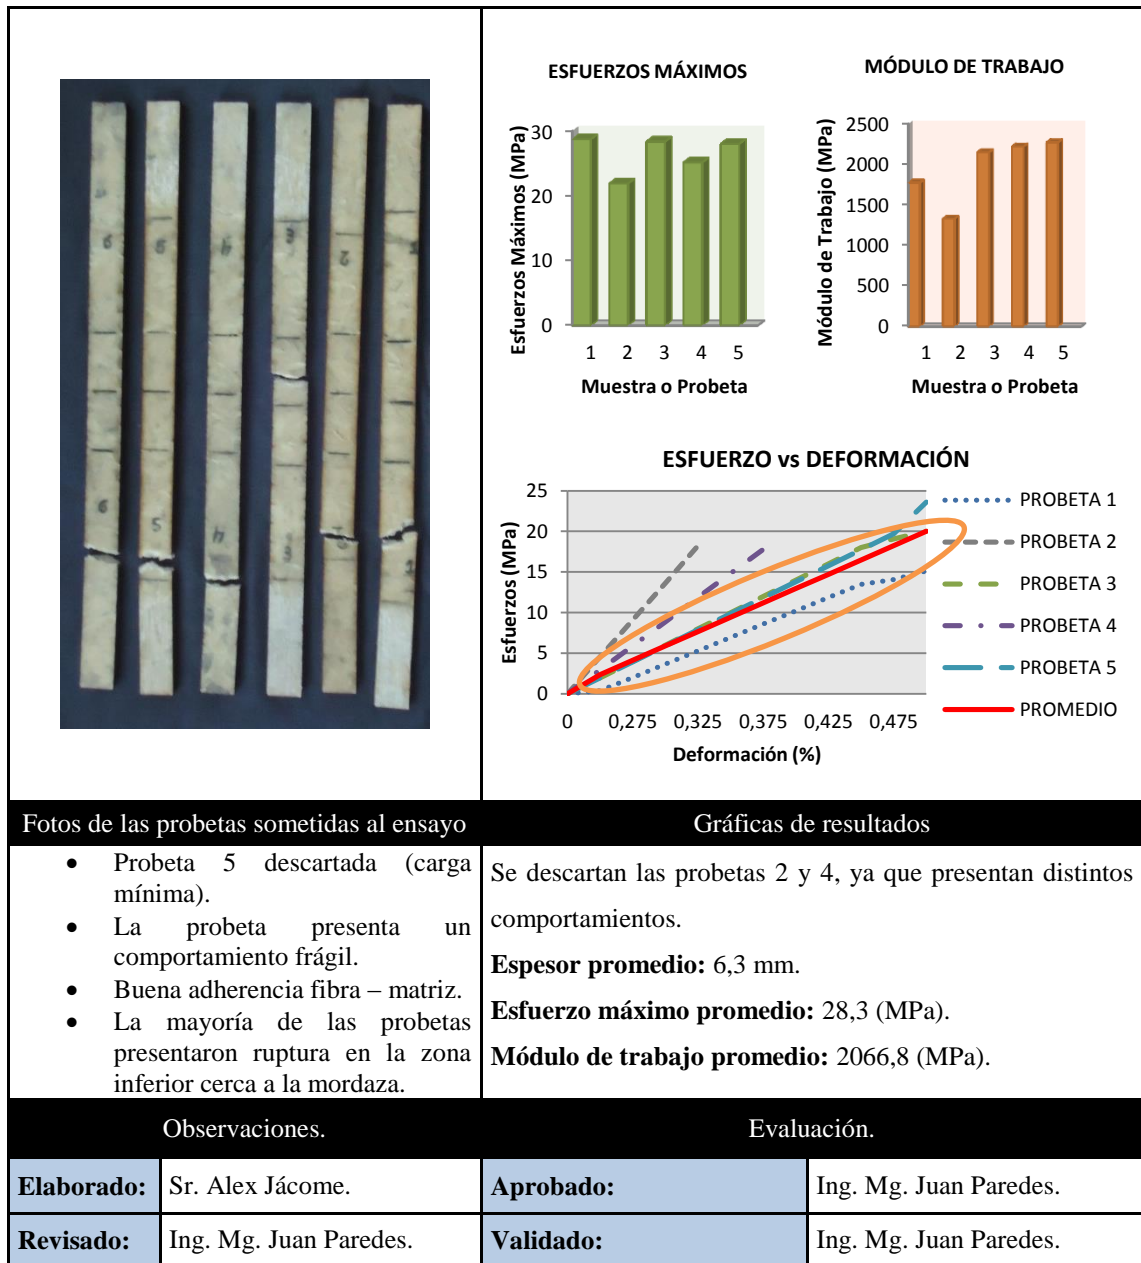 ESFUERZOS MÁXIMOS
Esfuerzos Máximos (MPa)
30
20
10
0
1 2 3 4 5
Muestra o Probeta
MÓDULO DE TRABAJO
Módulo de Trabajo (MPa)
2500
2000
1500
1000
500
0
1 2 3 4 5
Muestra o Probeta
ESFUERZO vs DEFORMACIÓN
Esfuerzos (MPa)
25
20
15
10
5
0
0 0,275 0,325 0,375 0,425 0,475
Deformación (%)
PROBETA 1
PROBETA 2
PROBETA 3
PROBETA 4
PROBETA 5
PROMEDIO
Fotos de las probetas sometidas al ensayo
Gráficas de resultados
• Probeta 5 descartada (carga
mínima).
• La probeta presenta un
comportamiento frágil.
• Buena adherencia fibra – matriz.
• La mayoría de las probetas
presentaron ruptura en la zona
inferior cerca a la mordaza.
Se descartan las probetas 2 y 4, ya que presentan distintos
comportamientos.
Espesor promedio: 6,3 mm.
Esfuerzo máximo promedio: 28,3 (MPa).
Módulo de trabajo promedio: 2066,8 (MPa).
Observaciones.
Evaluación.
Elaborado: Sr. Alex Jácome.
Aprobado: Ing. Mg. Juan Paredes.
Revisado: Ing. Mg. Juan Paredes.
Validado: Ing. Mg. Juan Paredes.